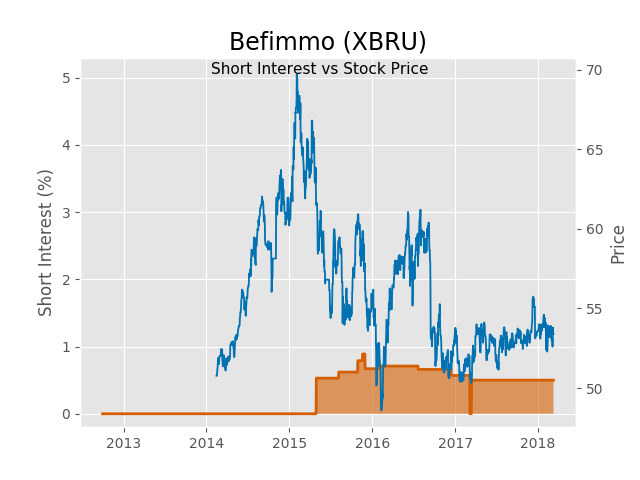 Befimmo (XBRU)
Short Interest vs Stock Price
Short Interest (%)
5
4
3
2
1
0
70
65
60
55
50
Price
2013 2014 2015 2016 2017 2018